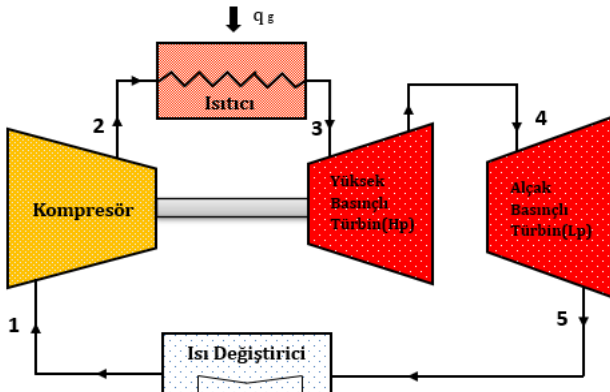 q g
Isıtıcı
2
3
4
Kompresör
Yüksek
Basınçlı
Türbin(Hp)
Alçak
Basınçlı
Türbin(Lp)
1
5
Isı Değiştirici